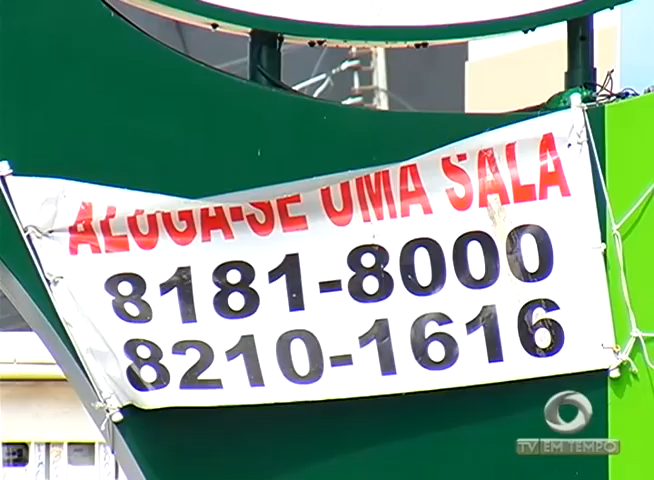 ALUGA-SE UMA SALA
8181-8000
8210-1616
TV EM TEMPO